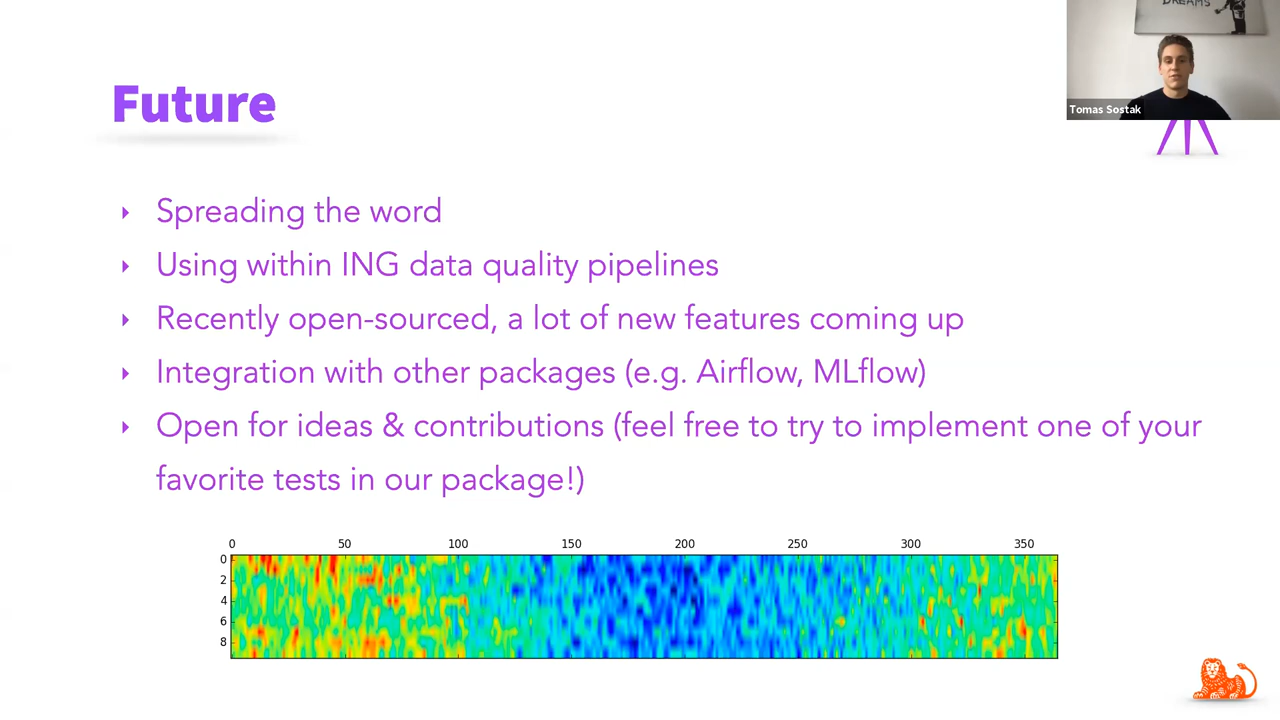 DREAMS
Tomas Sostak
Future
Spreading the word
Using within ING data quality pipelines
Recently open-sourced, a lot of new features coming up
Integration with other packages (e.g. Airflow, MLflow)
Open for ideas & contributions (feel free to try to implement one of your
favorite tests in our package!)
0 50 100 150 200 250 300 350
0
2
4
6
8